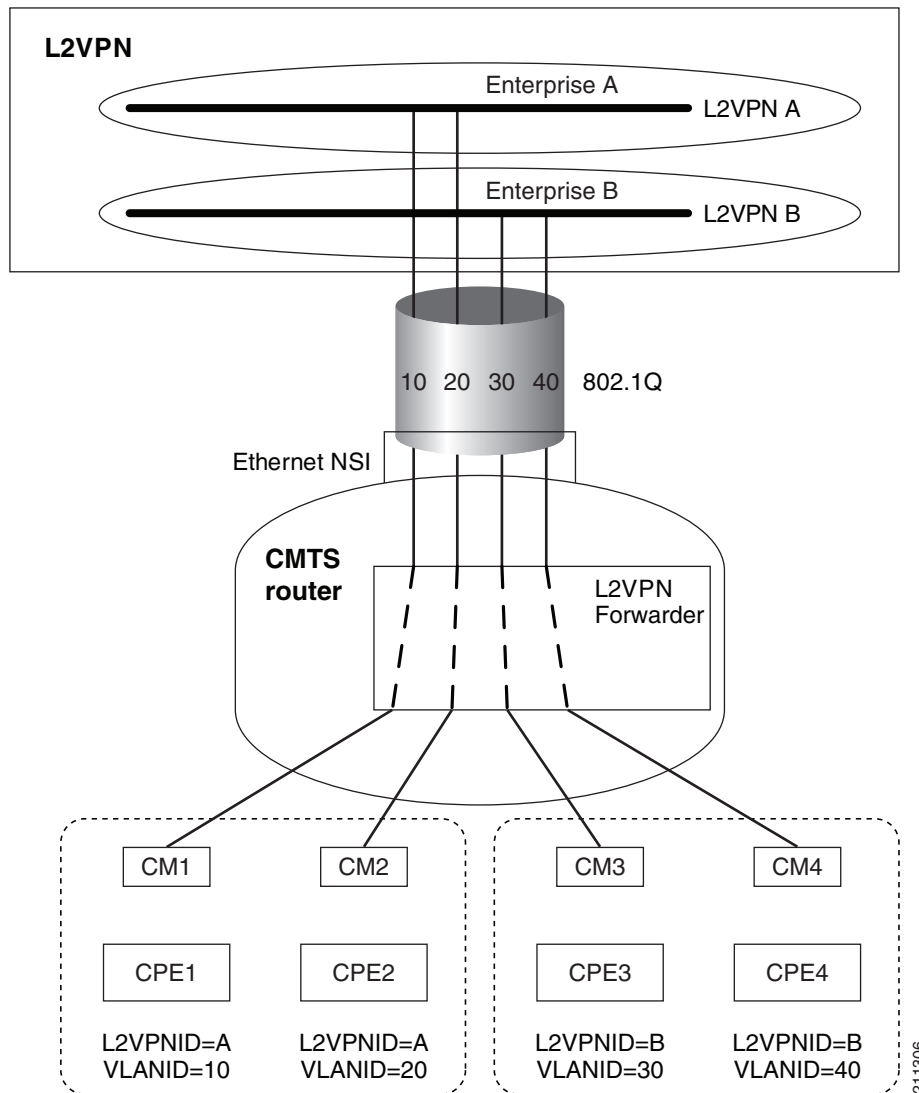 L2VPN
Enterprise A
L2VPN A
Enterprise B
L2VPN B
10 20 30 40 802.1Q
Ethernet NSI
CMTS
router
L2VPN
Forwarder
CM1 CM2 CM3 CM4
CPE1 CPE2 CPE3 CPE4
L2VPNID=A L2VPNID=A L2VPNID=B L2VPNID=B
VLANID=10 VLANID=20 VLANID=30 VLANID=40
211306